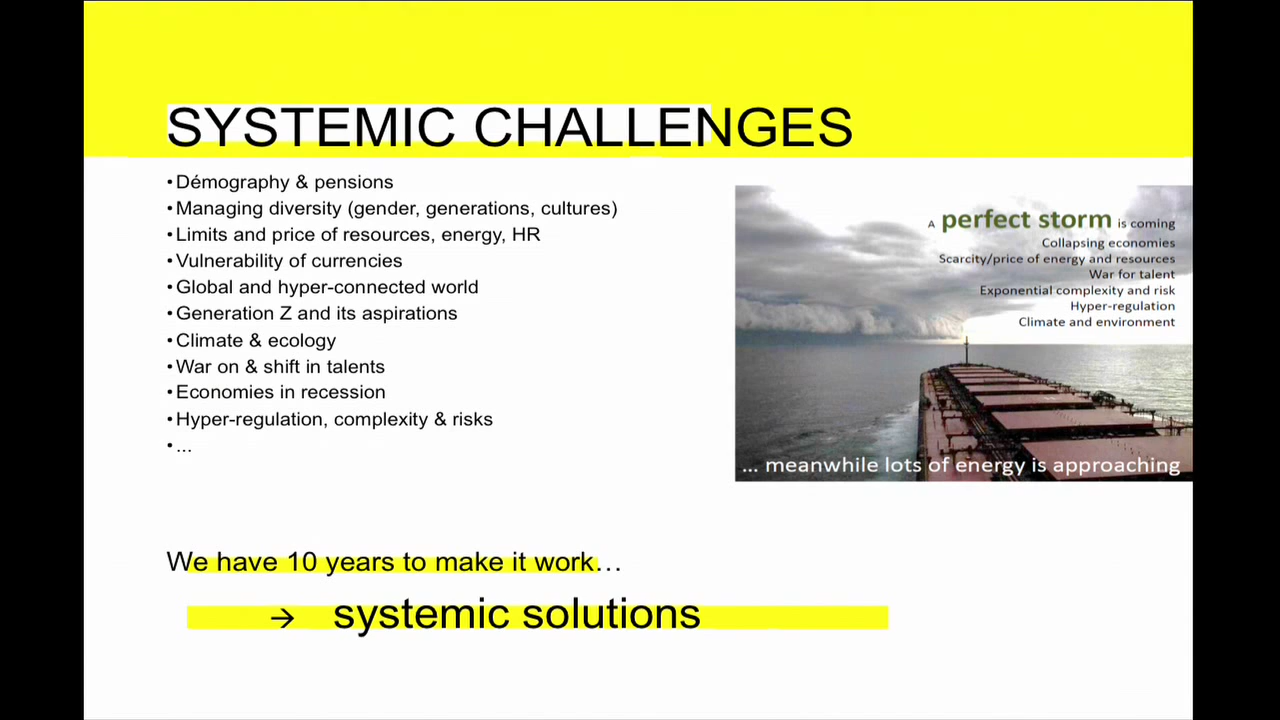 SYSTEMIC CHALLENGES
•Démography & pensions
•Managing diversity (gender, generations, cultures)
•Limits and price of resources, energy, HR
•Vulnerability of currencies
•Global and hyper-connected world
•Generation Z and its aspirations
•Climate & ecology
•War on & shift in talents
•Economies in recession
•Hyper-regulation, complexity & risks
•...
A perfect storm is coming
Collapsing economies
Scarcity/price of energy and resources
War for talent
Exponential complexity and risk
Hyper-regulation
Climate and environment
... meanwhile lots of energy is approaching
We have 10 years to make it work…
→ systemic solutions